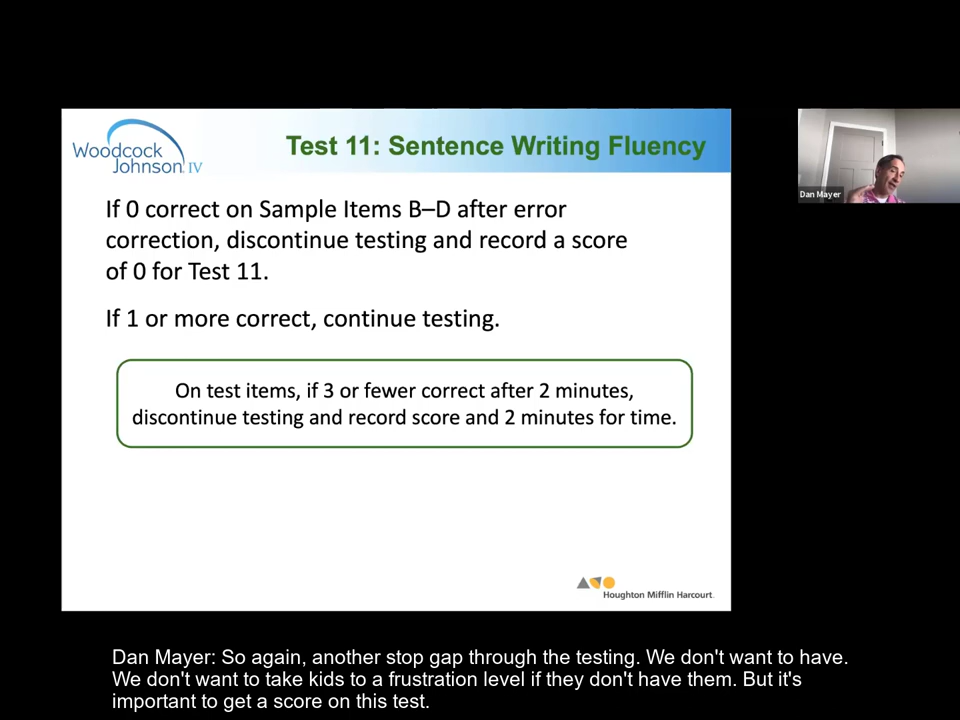 Woodcock
Johnson IV
Test 11: Sentence Writing Fluency
If 0 correct on Sample Items B–D after error
correction, discontinue testing and record a score
of 0 for Test 11.
If 1 or more correct, continue testing.
On test items, if 3 or fewer correct after 2 minutes,
discontinue testing and record score and 2 minutes for time.
Houghton Mifflin Harcourt
Dan Mayer
Dan Mayer: So again, another stop gap through the testing. We don't want to have.
We don't want to take kids to a frustration level if they don't have them. But it's
important to get a score on this test.